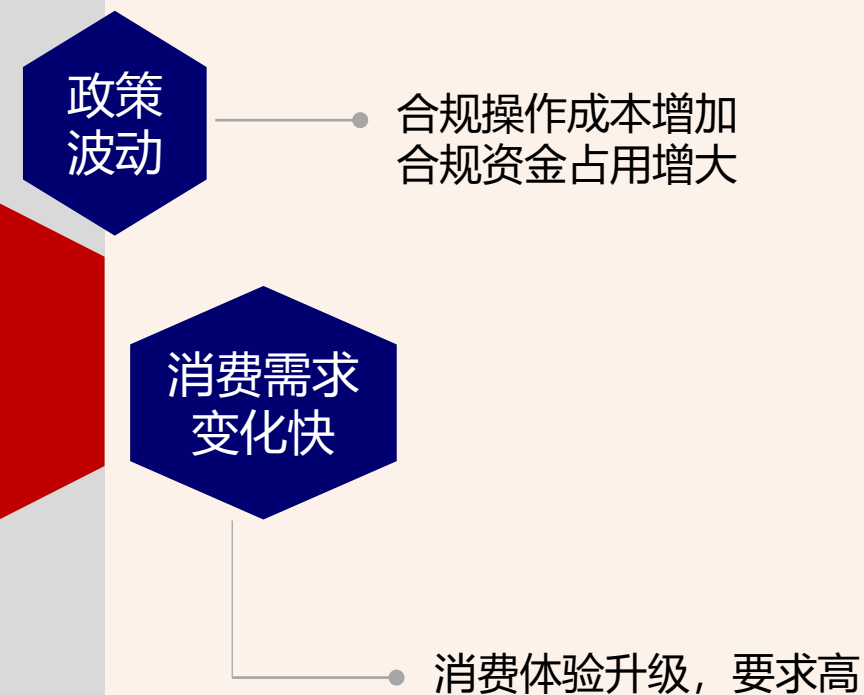 政策
波动
合规操作成本增加
合规资金占用增大
消费需求
变化快
消费体验升级，要求高